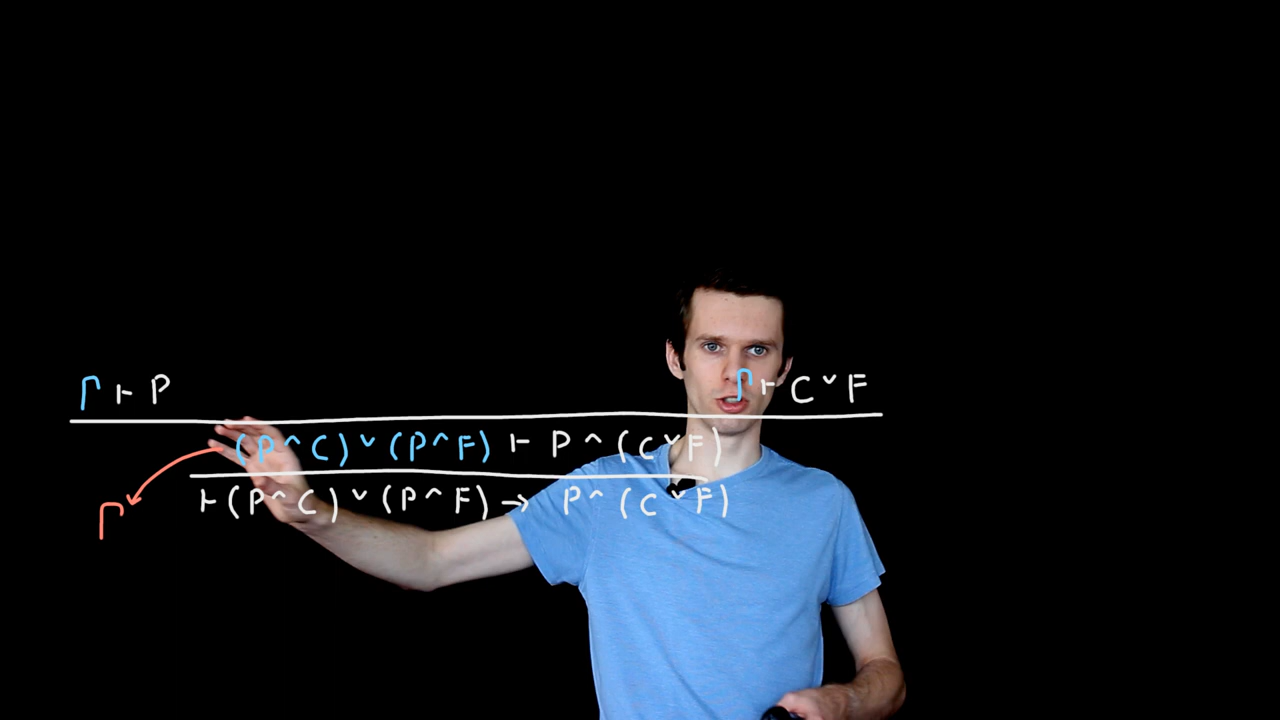 Γ ⊢ P Γ ⊢ C ∨ F
(P ∧ C) ∨ (P ∧ F) ⊢ P ∧ (C ∨ F)
⊢ (P ∧ C) ∨ (P ∧ F) → P ∧ (C ∨ F)
Γ